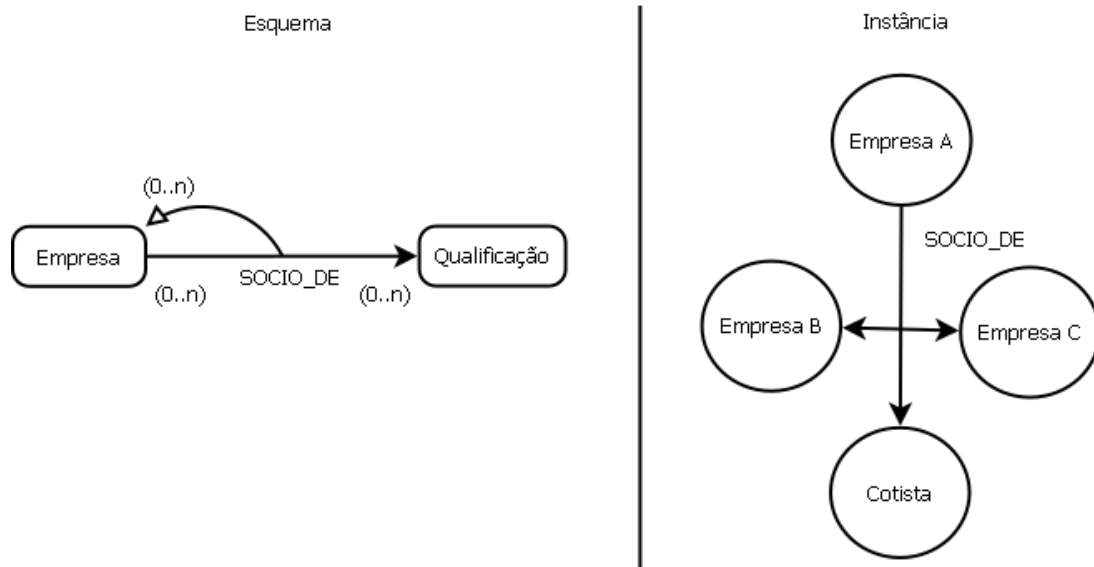 Esquema
(0..n)
Empresa
Qualificação
SOCIO_DE
(0..n)
(0..n)
Instância
Empresa A
SOCIO_DE
Empresa B
Empresa C
Cotista